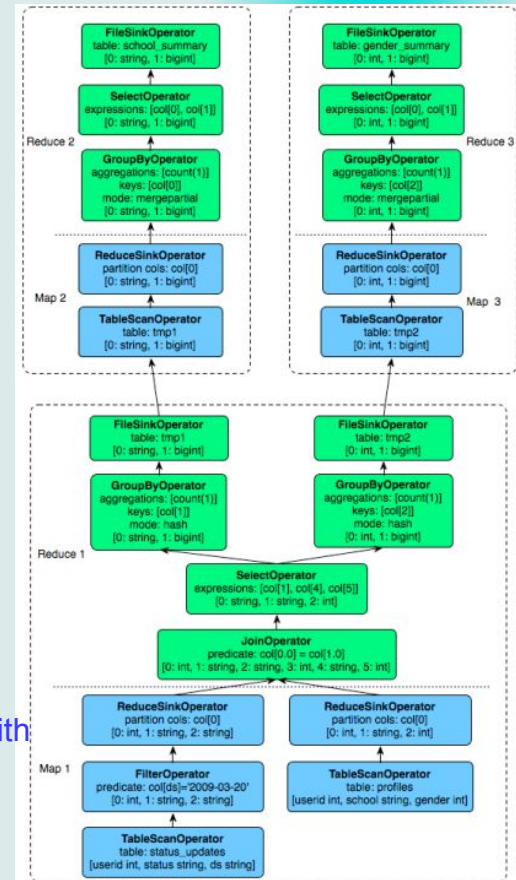 FileSinkOperator
table: school_summary
[0: string, 1: bigint]
SelectOperator
expressions: [col[0], col[1]]
[0: string, 1: bigint]
Reduce 2
GroupByOperator
aggregations: [count(1)]
keys: [col[0]]
mode: mergepartial
[0: string, 1: bigint]
ReduceSinkOperator
partition cols: col[0]
[0: string, 1: bigint]
Map 2
TableScanOperator
table: tmp1
[0: string, 1: bigint]
FileSinkOperator
table: gender_summary
[0: int, 1: bigint]
SelectOperator
expressions: [col[0], col[1]]
[0: int, 1: bigint]
Reduce 3
GroupByOperator
aggregations: [count(1)]
keys: [col[2]]
mode: mergepartial
[0: int, 1: bigint]
ReduceSinkOperator
partition cols: col[0]
[0: int, 1: bigint]
Map 3
TableScanOperator
table: tmp2
[0: int, 1: bigint]
FileSinkOperator
table: tmp1
[0: string, 1: bigint]
FileSinkOperator
table: tmp2
[0: int, 1: bigint]
GroupByOperator
aggregations: [count(1)]
keys: [col[1]]
mode: hash
[0: string, 1: bigint]
GroupByOperator
aggregations: [count(1)]
keys: [col[2]]
mode: hash
[0: int, 1: bigint]
Reduce 1
SelectOperator
expressions: [col[1], col[4], col[5]]
[0: string, 1: string, 2: int]
JoinOperator
predicate: col[0.0] = col[1.0]
[0: int, 1: string, 2: string, 3: int, 4: string, 5: int]
ReduceSinkOperator
partition cols: col[0]
[0: int, 1: string, 2: string]
ReduceSinkOperator
partition cols: col[0]
[0: int, 1: string, 2: int]
ith
Map 1
FilterOperator
predicate: col[ds]='2009-03-20'
[0: int, 1: string, 2: string]
TableScanOperator
table: profiles
[userid int, school string, gender int]
TableScanOperator
table: status_updates
[userid int, status string, ds string]